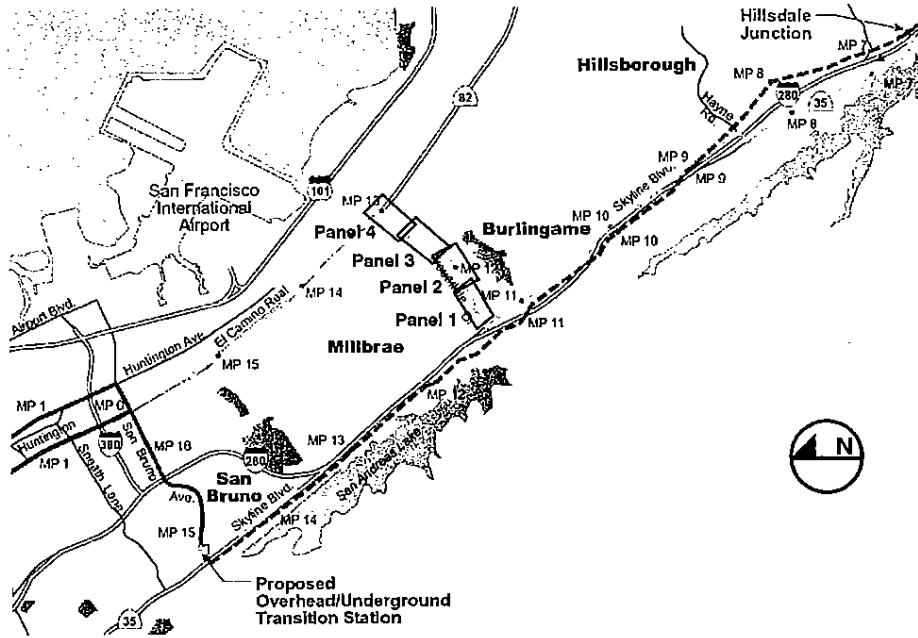 Hillsdale
Junction
MP 7
Hillsborough
MP 8
280
35
MP 7
82
Hayne
Rd.
MP 8
MP 9
Skyline Blvd.
MP 9
San Francisco
International
Airport
101
MP 13
MP 10
Panel 4
Burlingame
MP 10
Panel 3
MP 12
Panel 2
MP 11
MP 14
Panel 1
MP 11
Airport Blvd.
Huntington Ave.
El Camino Real
Millbrae
MP 15
MP 12
MP 1
MP 0
Huntington
380
San Bruno
Ave.
MP 16
MP 13
MP 1
280
San Andreas Lake
San
Bruno
Skyline Blvd.
MP 14
Sneath Lane
MP 15
N
Proposed
Overhead/Underground
Transition Station
35